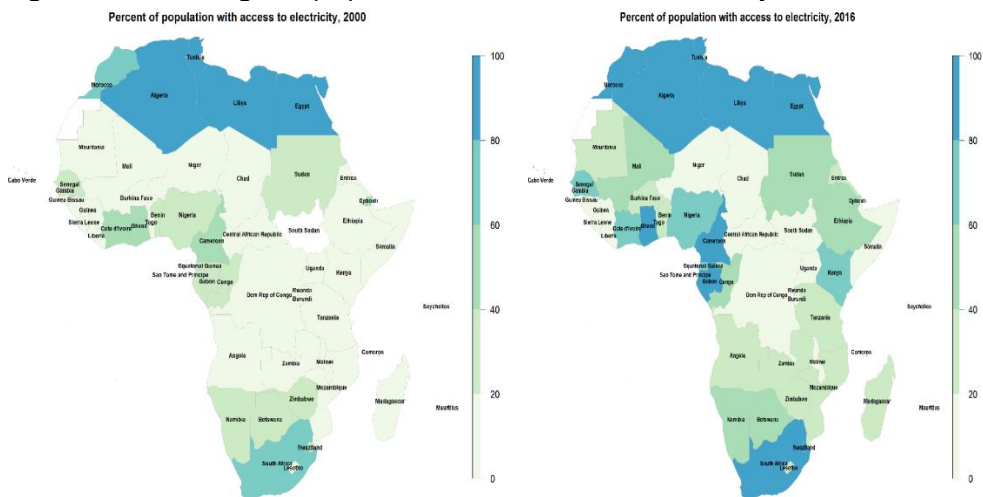 Percent of population with access to electricity, 2000
100
80
60
40
20
0
Tunisia
Morocco
Algeria
Libya
Egypt
Mauritania
Mali
Niger
Chad
Sudan
Eritrea
Cabo Verde
Senegal
Gambia
Guinea Bissau
Guinea
Sierra Leone
Liberia
Cote d'Ivoire
Burkina Faso
Ghana
Togo
Benin
Nigeria
Cameroon
Central African Republic
South Sudan
Djibouti
Ethiopia
Somalia
Equatorial Guinea
Sao Tome and Principe
Gabon
Congo
Dem Rep of Congo
Uganda
Kenya
Rwanda
Burundi
Tanzania
Seychelles
Comoros
Angola
Zambia
Malawi
Mozambique
Zimbabwe
Madagascar
Mauritius
Namibia
Botswana
Swaziland
South Africa
Lesotho
Percent of population with access to electricity, 2016
100
80
60
40
20
0
Tunisia
Morocco
Algeria
Libya
Egypt
Mauritania
Mali
Niger
Chad
Sudan
Eritrea
Cabo Verde
Senegal
Gambia
Guinea Bissau
Guinea
Sierra Leone
Liberia
Cote d'Ivoire
Burkina Faso
Ghana
Togo
Benin
Nigeria
Cameroon
Central African Republic
South Sudan
Djibouti
Ethiopia
Somalia
Equatorial Guinea
Sao Tome and Principe
Gabon
Congo
Dem Rep of Congo
Uganda
Kenya
Rwanda
Burundi
Tanzania
Seychelles
Comoros
Angola
Zambia
Malawi
Mozambique
Zimbabwe
Madagascar
Mauritius
Namibia
Botswana
Swaziland
South Africa
Lesotho